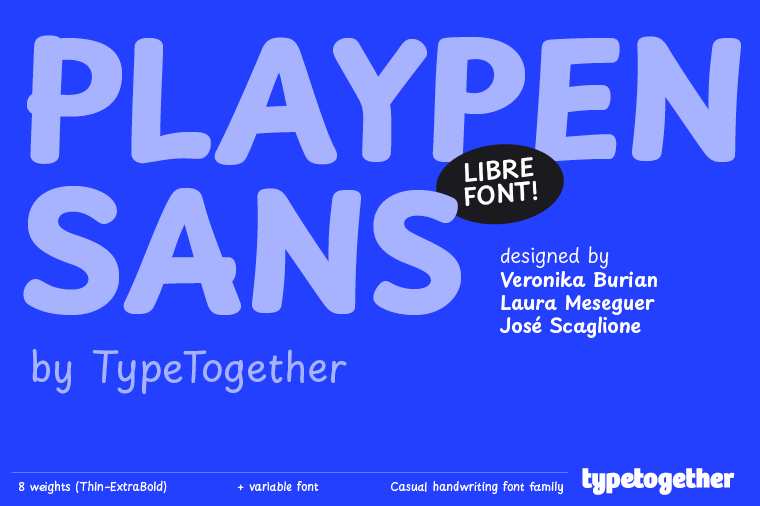 PLAYPEN
SANS
LIBRE
FONT!
designed by
Veronika Burian
Laura Meseguer
José Scaglione
by TypeTogether
8 weights (Thin-ExtraBold)
+ variable font
Casual handwriting font family
typetogether